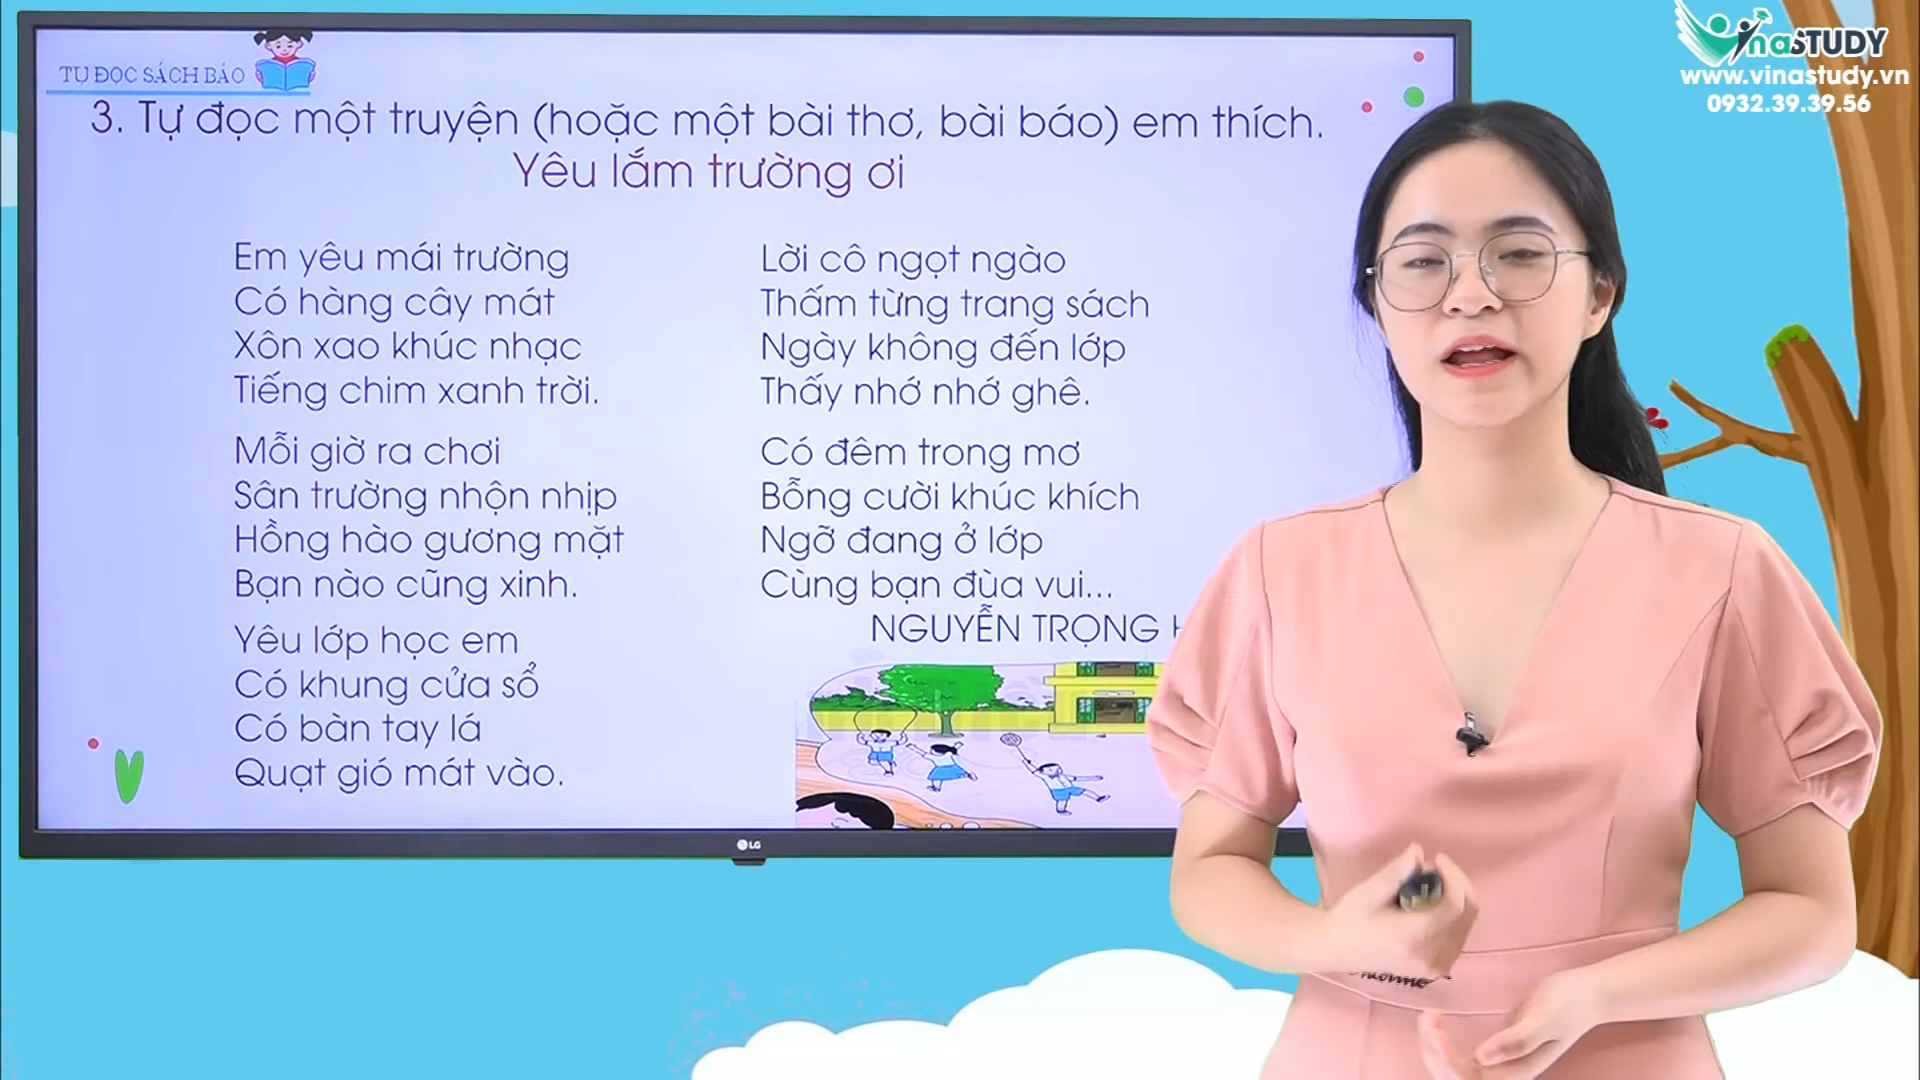 TỰ ĐỌC SÁCH BÁO
3. Tự đọc một truyện (hoặc một bài thơ, bài báo) em thích.
Yêu lắm trường ơi
Em yêu mái trường
Có hàng cây mát
Xôn xao khúc nhạc
Tiếng chim xanh trời.
Mỗi giờ ra chơi
Sân trường nhộn nhịp
Hồng hào gương mặt
Bạn nào cũng xinh.
Yêu lớp học em
Có khung cửa sổ
Có bàn tay lá
Quạt gió mát vào.
Lời cô ngọt ngào
Thấm từng trang sách
Ngày không đến lớp
Thấy nhớ nhớ ghê.
Có đêm trong mơ
Bỗng cười khúc khích
Ngỡ đang ở lớp
Cùng bạn đùa vui...
NGUYỄN TRỌNG
LG
VinaSTUDY
www.vinastudy.vn
0932.39.39.56